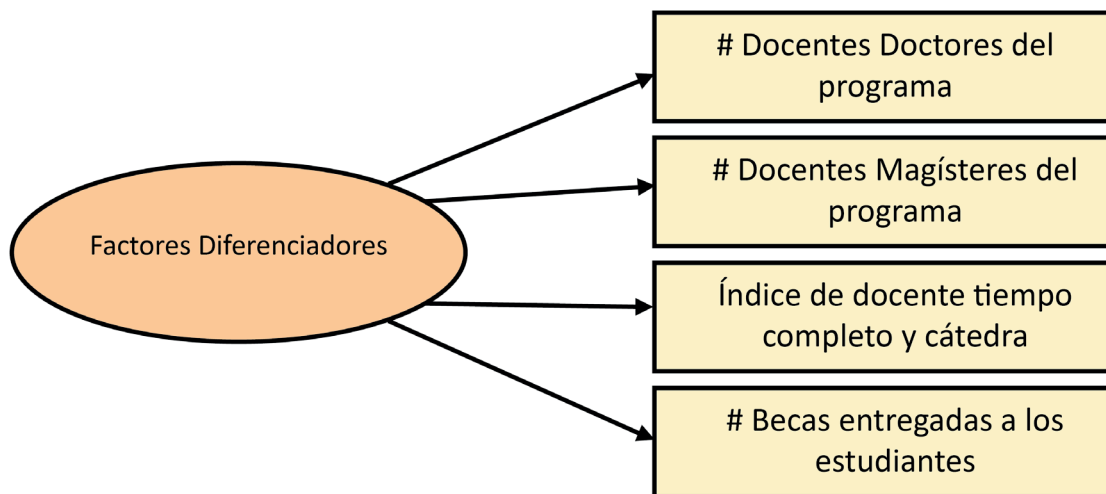 # Docentes Doctores del
programa
# Docentes Magísteres del
programa
Factores Diferenciadores
Índice de docente tiempo
completo y cátedra
# Becas entregadas a los
estudiantes